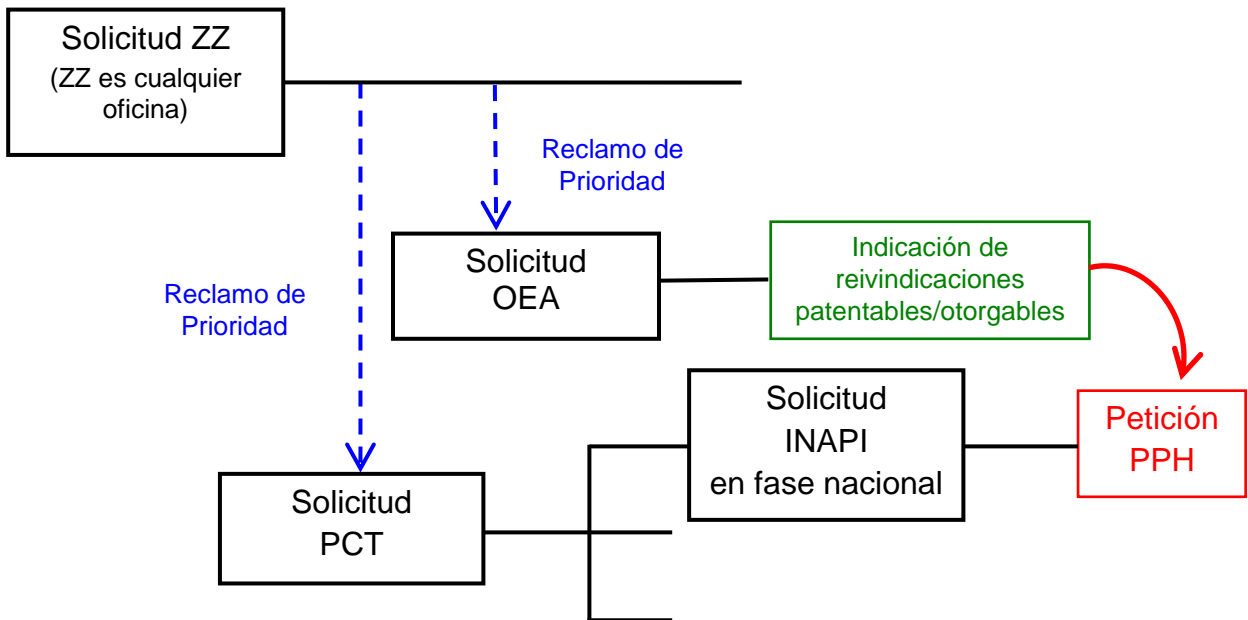 Solicitud ZZ
(ZZ es cualquier
oficina)
Reclamo de
Prioridad
Solicitud
OEA
Indicación de
reivindicaciones
patentables/otorgables
Reclamo de
Prioridad
Solicitud
INAPI
en fase nacional
Petición
PPH
Solicitud
PCT